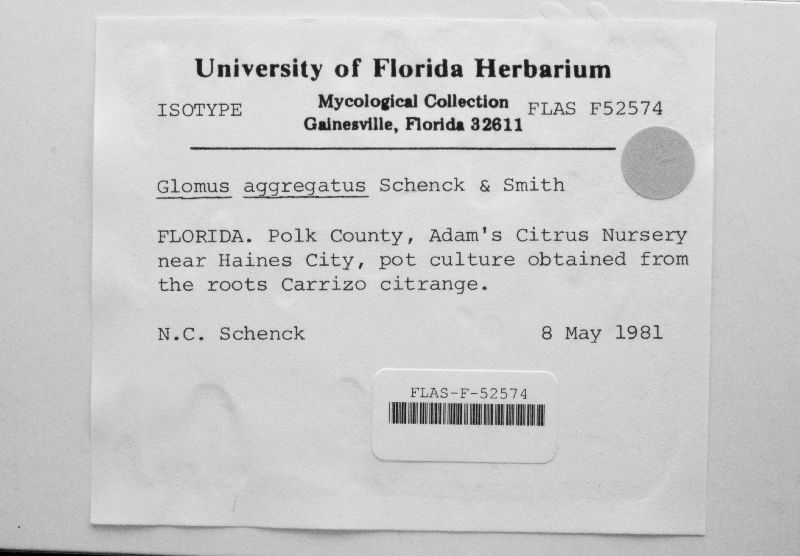 University of Florida Herbarium
ISOTYPE Mycological Collection FLAS F52574
Gainesville, Florida 32611
Glomus aggregatus Schenck & Smith
FLORIDA. Polk County, Adam's Citrus Nursery
near Haines City, pot culture obtained from
the roots Carrizo citrange.
N.C. Schenck 8 May 1981
FLAS-F-52574